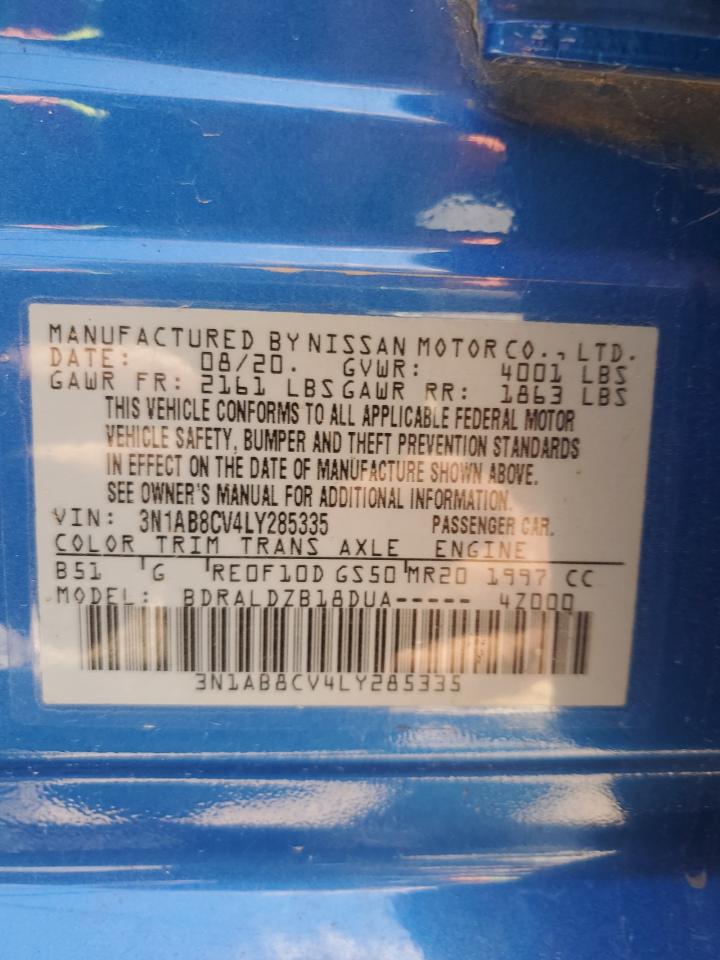 MANUFACTURED BY NISSAN MOTOR CO., LTD.
DATE: 08/20. GVWR: 4001 LBS
GAWR FR: 2161 LBS GAWR RR: 1863 LBS
THIS VEHICLE CONFORMS TO ALL APPLICABLE FEDERAL MOTOR
VEHICLE SAFETY, BUMPER AND THEFT PREVENTION STANDARDS
IN EFFECT ON THE DATE OF MANUFACTURE SHOWN ABOVE.
SEE OWNER'S MANUAL FOR ADDITIONAL INFORMATION.
VIN: 3N1AB8CV4LY285335 PASSENGER CAR.
COLOR TRIM TRANS AXLE ENGINE
B51 G RE0F10D GS50 MR20 1997 CC
MODEL: BDRALDZB18DUA----- 4Z000
3N1AB8CV4LY285335